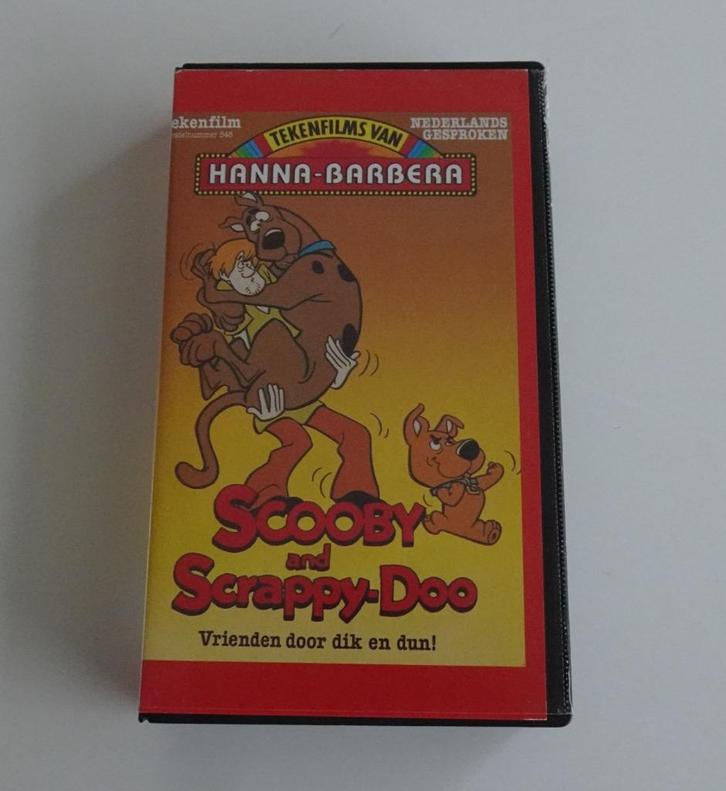 ekenfilm
TEKENFILMS VAN
NEDERLANDS
GESPROKEN
HANNA-BARBERA
SCOOBY
and
Scrappy-Doo
Vrienden door dik en dun!